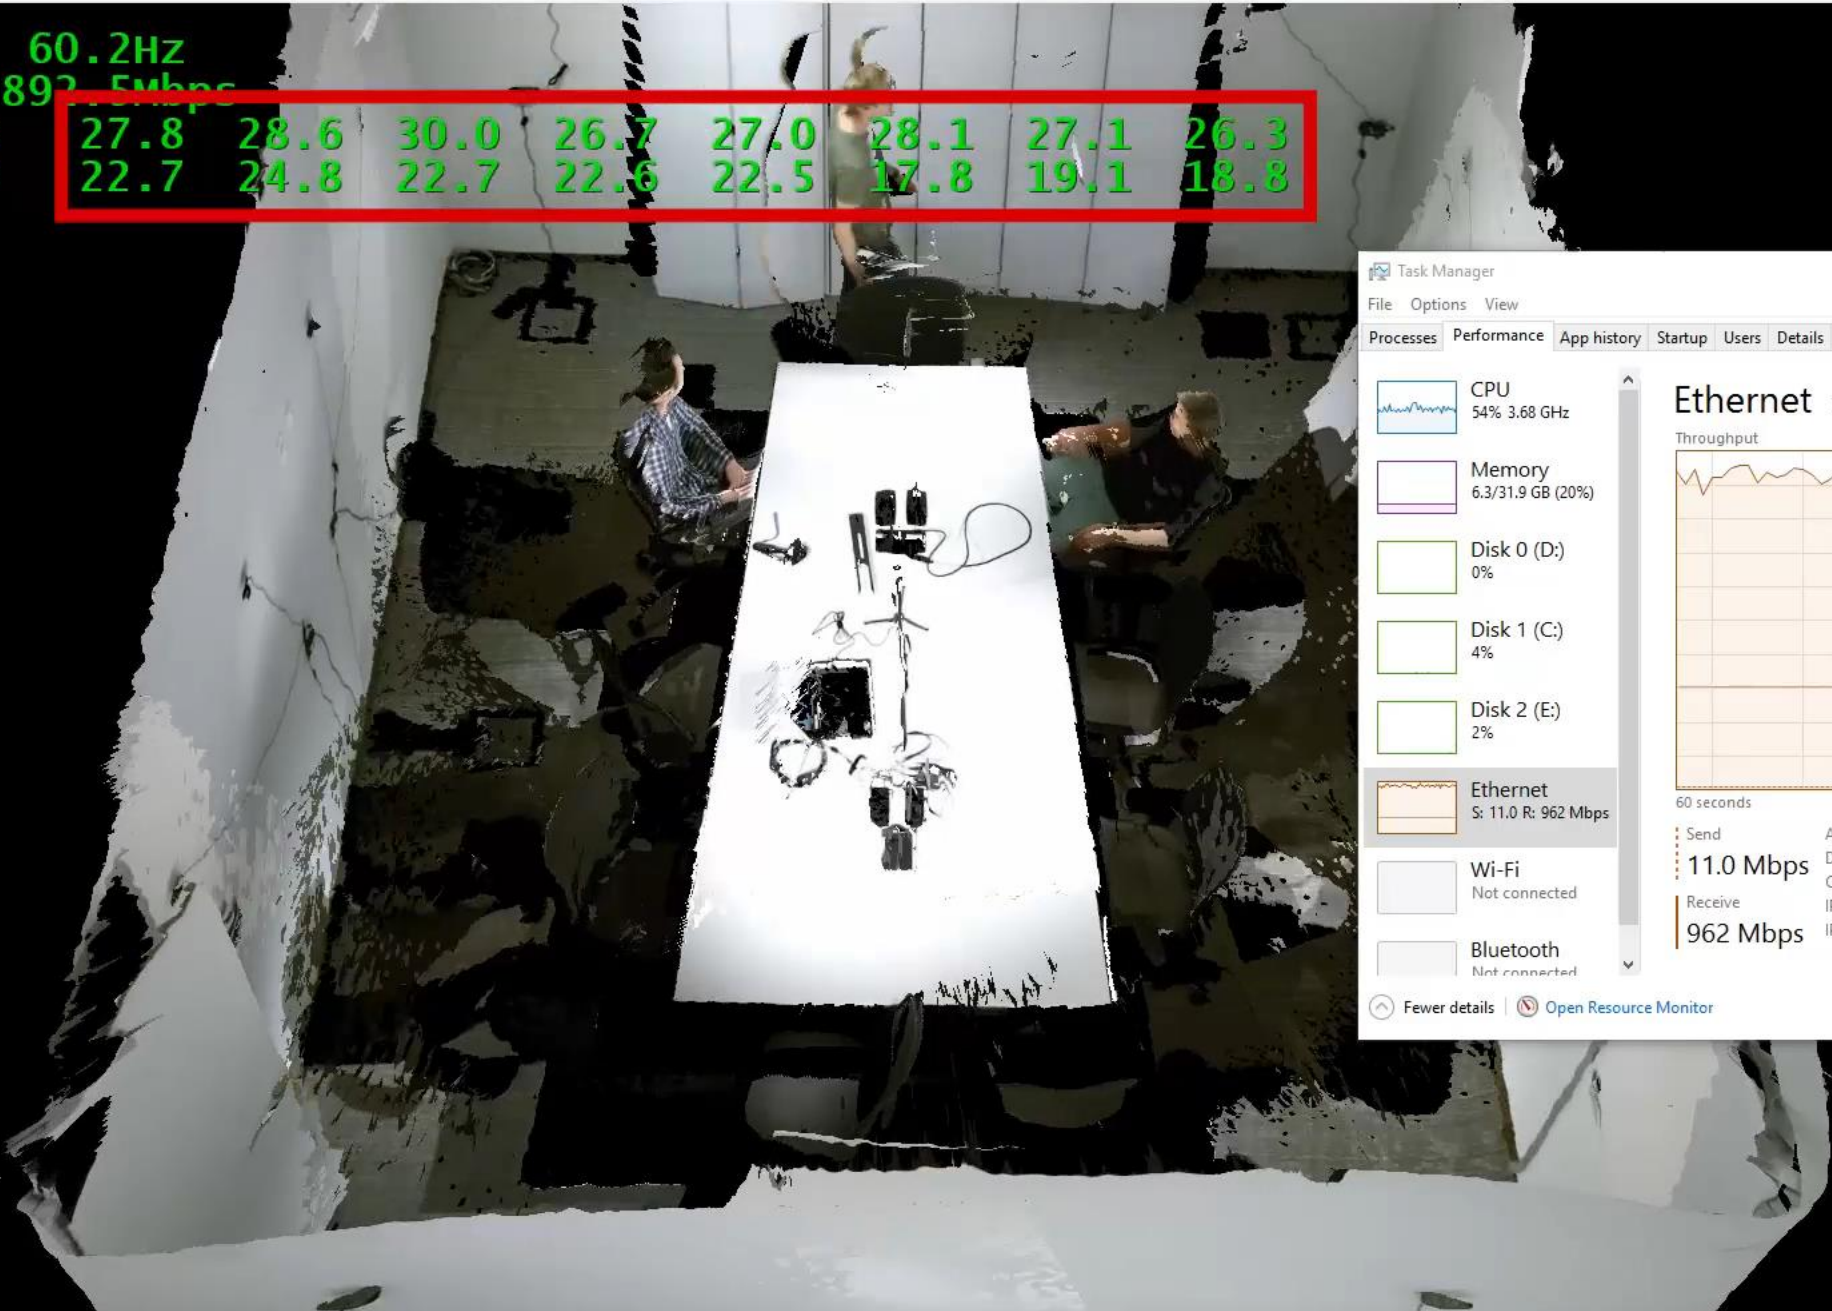 60.2Hz
892.5Mbps
27.8 28.6 30.0 26.7 27.0 28.1 27.1 26.3
22.7 24.8 22.7 22.6 22.5 17.8 19.1 18.8
Task Manager
File Options View
Processes Performance App history Startup Users Details
CPU
54% 3.68 GHz
Memory
6.3/31.9 GB (20%)
Disk 0 (D:)
0%
Disk 1 (C:)
4%
Disk 2 (E:)
2%
Ethernet
S: 11.0 R: 962 Mbps
Wi-Fi
Not connected
Bluetooth
Not connected
Ethernet
Throughput
60 seconds
Send
11.0 Mbps
Receive
962 Mbps
Fewer details
Open Resource Monitor